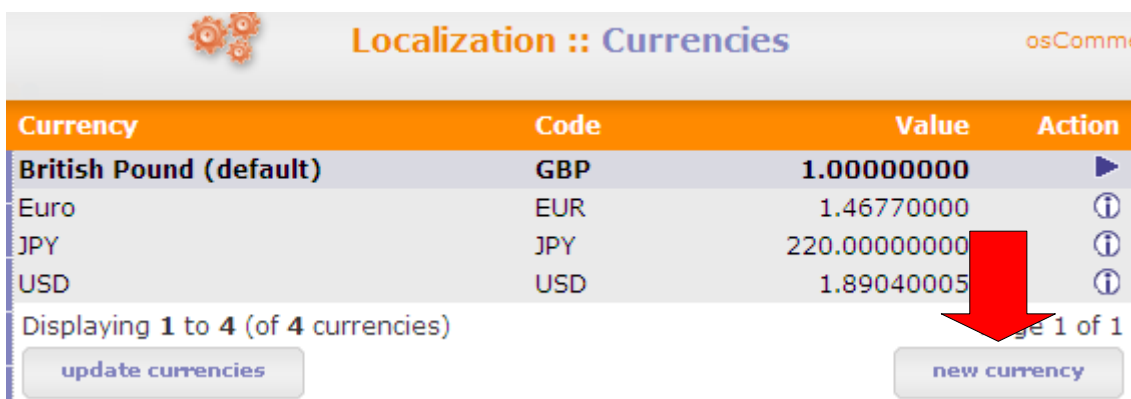 Localization :: Currencies osComme
Currency Code Value Action
British Pound (default) GBP 1.00000000
Euro EUR 1.46770000
JPY JPY 220.00000000
USD USD 1.89040005
Displaying 1 to 4 (of 4 currencies) ge 1 of 1
update currencies new currency